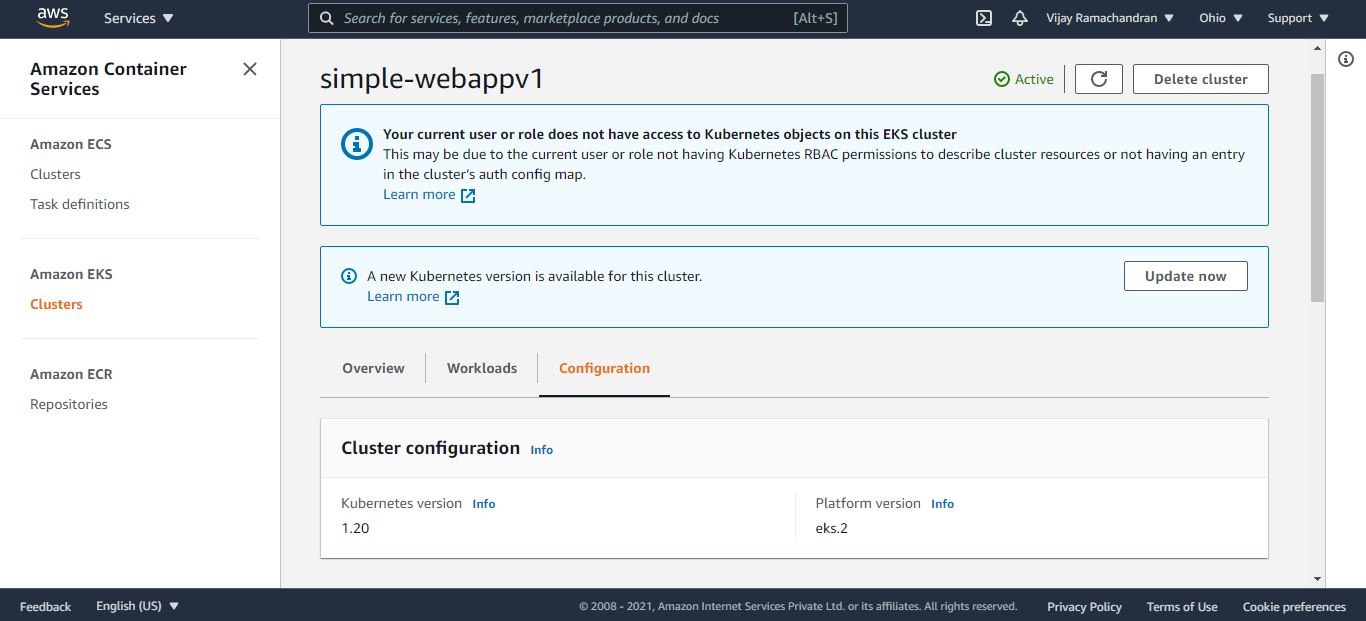 aws
Services
Search for services, features, marketplace products, and docs [Alt+S]
Vijay Ramachandran
Ohio
Support
Amazon Container
Services
Amazon ECS
Clusters
Task definitions
Amazon EKS
Clusters
Amazon ECR
Repositories
simple-webappv1
Active
Delete cluster
Your current user or role does not have access to Kubernetes objects on this EKS cluster
This may be due to the current user or role not having Kubernetes RBAC permissions to describe cluster resources or not having an entry
in the cluster's auth config map.
Learn more
A new Kubernetes version is available for this cluster.
Learn more
Update now
Overview
Workloads
Configuration
Cluster configuration Info
Kubernetes version Info
1.20
Platform version Info
eks.2
Feedback
English (US)
© 2008 - 2021, Amazon Internet Services Private Ltd. or its affiliates. All rights reserved.
Privacy Policy
Terms of Use
Cookie preferences